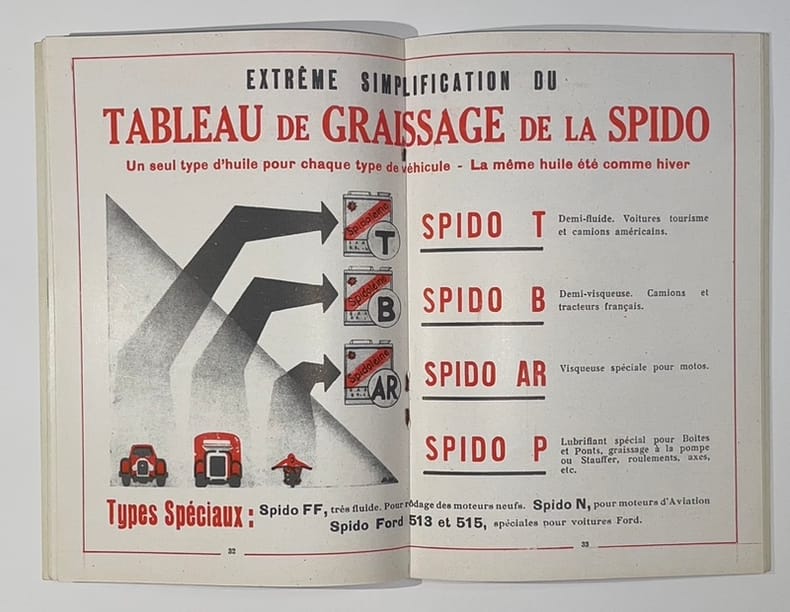 EXTRÊME SIMPLIFICATION DU
TABLEAU DE GRAISSAGE DE LA SPIDO
Un seul type d'huile pour chaque type de véhicule - La même huile été comme hiver
Spidoleïne
T
SPIDO T
Demi-fluide. Voitures tourisme
et camions américains.
Spidoleïne
B
SPIDO B
Demi-visqueuse. Camions et
tracteurs français.
Spidoleïne
AR
SPIDO AR
Visqueuse spéciale pour motos.
SPIDO P
Lubrifiant spécial pour Boites
et Ponts, graissage à la pompe
ou Stauffer, roulements, axes,
etc.
Types Spéciaux : Spido FF, très fluide. Pour rôdage des moteurs neufs. Spido N, pour moteurs d'Aviation
Spido Ford 513 et 515, spéciales pour voitures Ford.
32
33